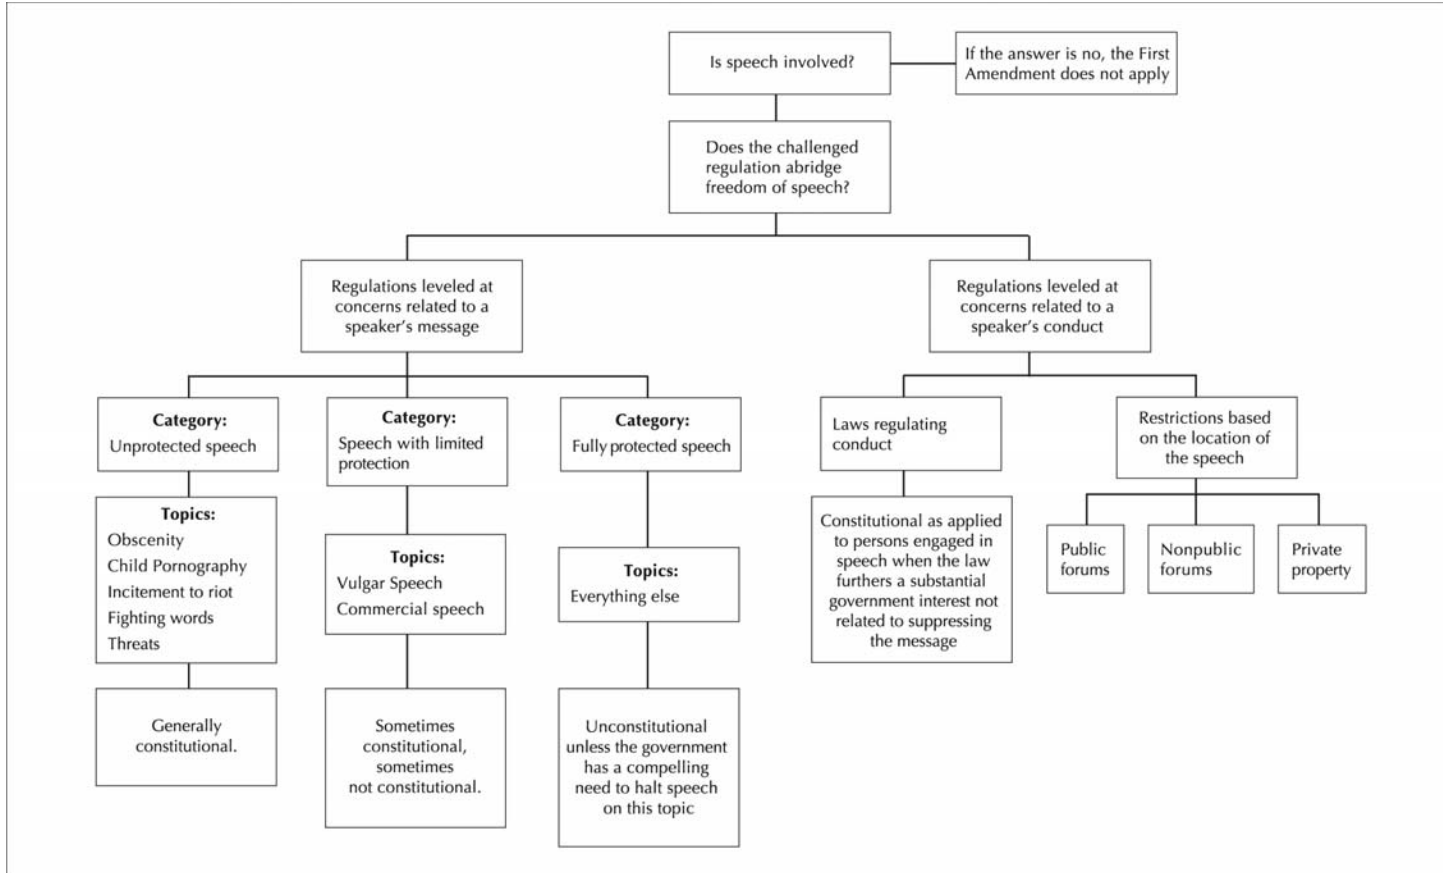 Is speech involved?
If the answer is no, the First
Amendment does not apply
Does the challenged
regulation abridge
freedom of speech?
Regulations leveled at
concerns related to a
speaker's message
Regulations leveled at
concerns related to a
speaker's conduct
Category:
Unprotected speech
Category:
Speech with limited
protection
Category:
Fully protected speech
Laws regulating
conduct
Restrictions based
on the location of
the speech
Topics:
Obscenity
Child Pornography
Incitement to riot
Fighting words
Threats
Topics:
Vulgar Speech
Commercial speech
Topics:
Everything else
Constitutional as applied
to persons engaged in
speech when the law
furthers a substantial
government interest not
related to suppressing
the message
Public
forums
Nonpublic
forums
Private
property
Generally
constitutional.
Sometimes
constitutional,
sometimes
not constitutional.
Unconstitutional
unless the government
has a compelling
need to halt speech
on this topic